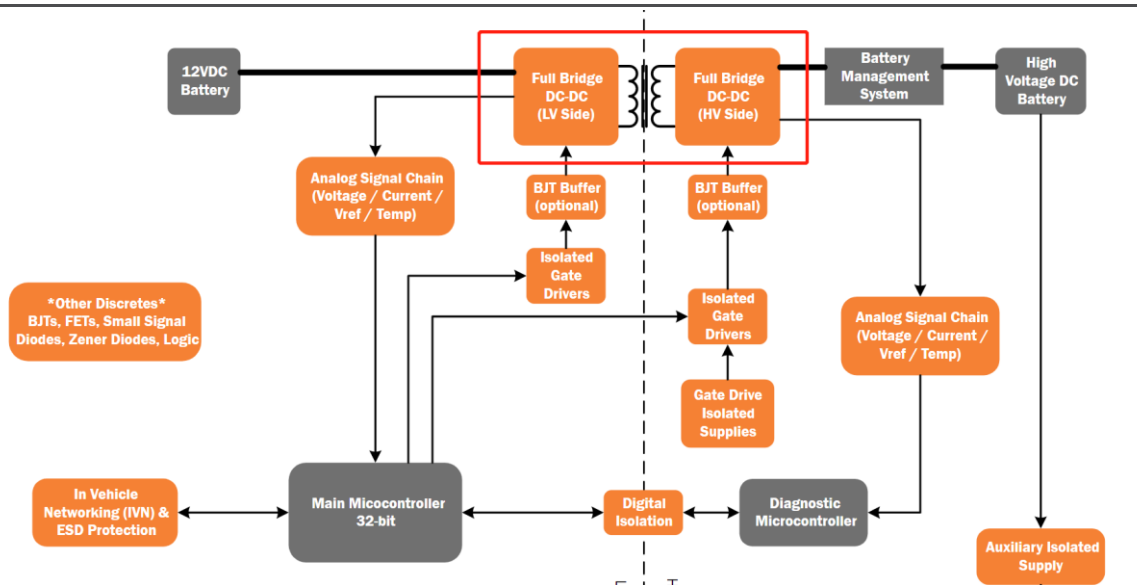 12VDC
Battery
Full Bridge
DC-DC
(LV Side)
Full Bridge
DC-DC
(HV Side)
Battery
Management
System
High
Voltage DC
Battery
Analog Signal Chain
(Voltage / Current /
Vref / Temp)
BJT Buffer
(optional)
BJT Buffer
(optional)
Isolated
Gate
Drivers
*Other Discretes*
BJTs, FETs, Small Signal
Diodes, Zener Diodes, Logic
Isolated
Gate
Drivers
Analog Signal Chain
(Voltage / Current /
Vref / Temp)
Gate Drive
Isolated
Supplies
In Vehicle
Networking (IVN) &
ESD Protection
Main Micocontroller
32-bit
Digital
Isolation
Diagnostic
Microcontroller
Auxiliary Isolated
Supply